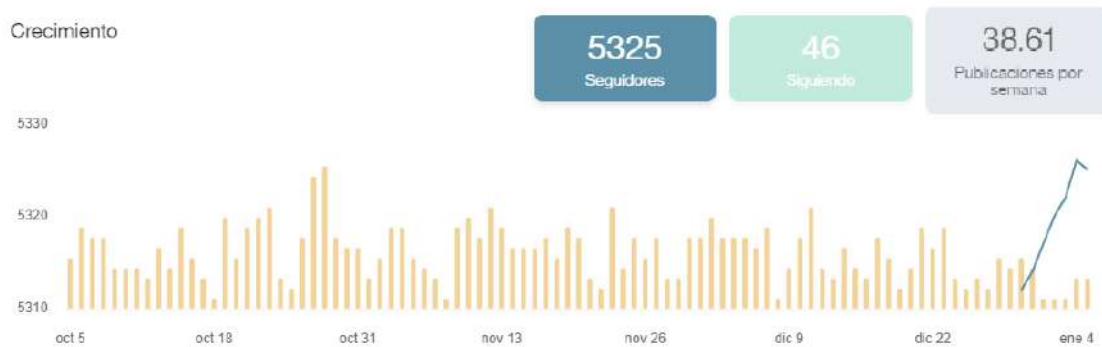 Crecimiento
5325
Seguidores
46
Siguiendo
38.61
Publicaciones por
semana
5330
5320
5310
oct 5
oct 18
oct 31
nov 13
nov 26
dic 9
dic 22
ene 4